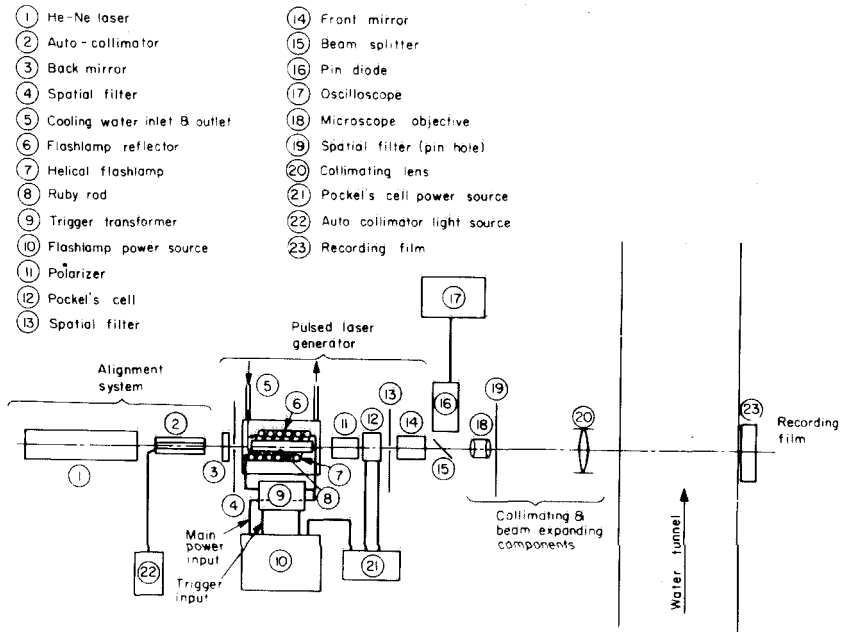 ① He-Ne laser
② Auto-collimator
③ Back mirror
④ Spatial filter
⑤ Cooling water inlet & outlet
⑥ Flashlamp reflector
⑦ Helical flashlamp
⑧ Ruby rod
⑨ Trigger transformer
⑩ Flashlamp power source
⑪ Polarizer
⑫ Pockel's cell
⑬ Spatial filter
⑭ Front mirror
⑮ Beam splitter
⑯ Pin diode
⑰ Oscilloscope
⑱ Microscope objective
⑲ Spatial filter (pin hole)
⑳ Collimating lens
㉑ Pockel's cell power source
㉒ Auto collimator light source
㉓ Recording film
Alignment
system
Pulsed laser
generator
①
②
③
④
⑤
⑥
⑦
⑧
⑨
⑩
⑪
⑫
⑬
⑭
⑮
⑯
⑰
⑱
⑲
⑳
㉑
㉒
㉓
Recording
film
Main
power
input
Trigger
input
Collimating &
beam expanding
components
Water tunnel